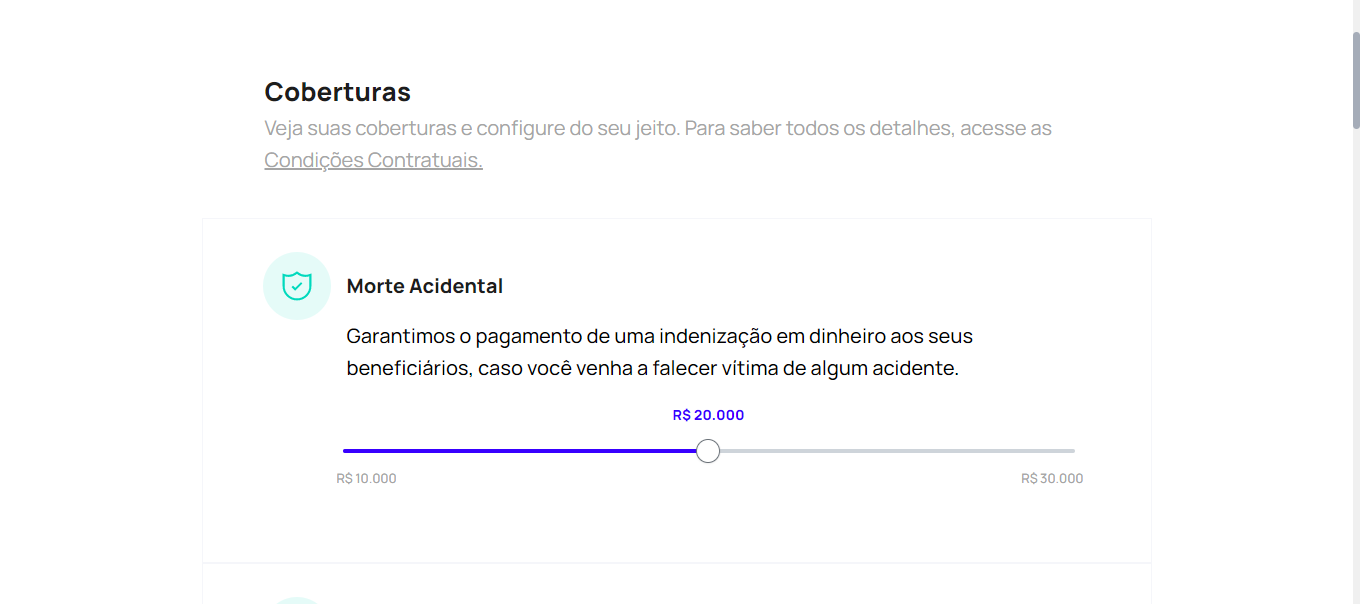 Coberturas
Veja suas coberturas e configure do seu jeito. Para saber todos os detalhes, acesse as
Condições Contratuais.
Morte Acidental
Garantimos o pagamento de uma indenização em dinheiro aos seus
beneficiários, caso você venha a falecer vítima de algum acidente.
R$ 20.000
R$ 10.000
R$ 30.000